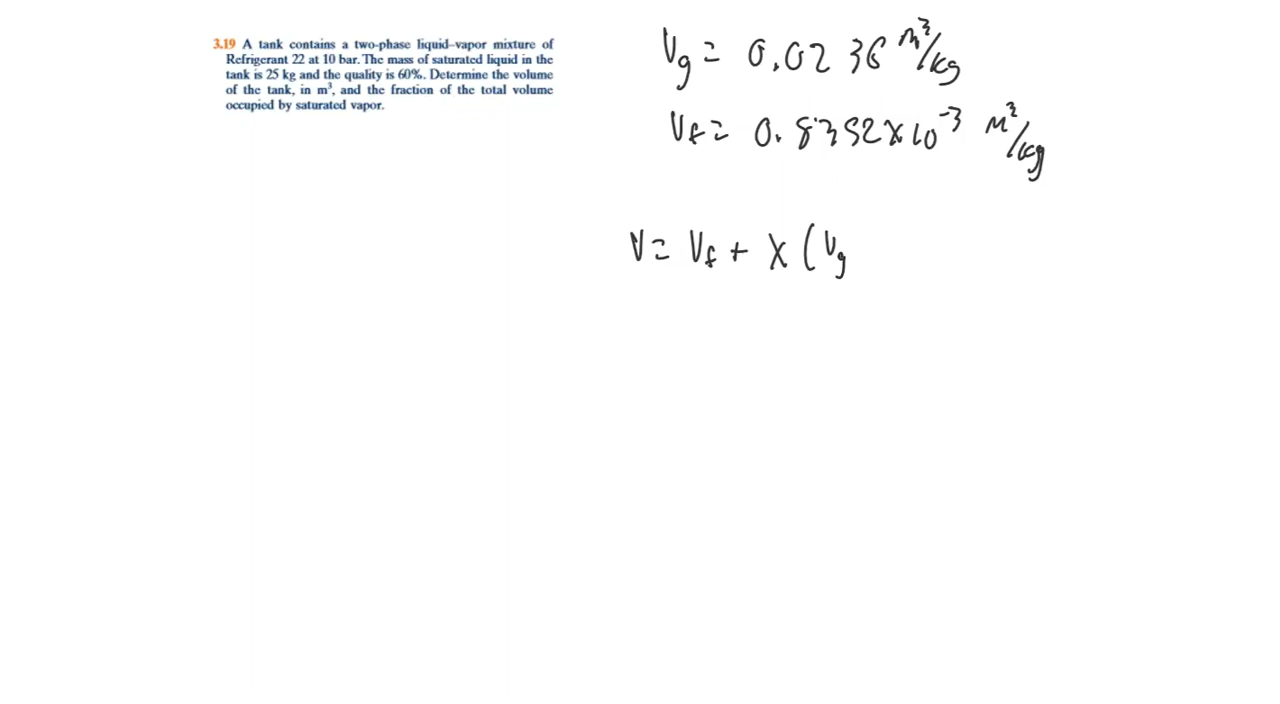 3.19 A tank contains a two-phase liquid–vapor mixture of
Refrigerant 22 at 10 bar. The mass of saturated liquid in the
tank is 25 kg and the quality is 60%. Determine the volume
of the tank, in m³, and the fraction of the total volume
occupied by saturated vapor.
Vg = 0.0236 m³/kg
Vf = 0.8352 x 10⁻³ m³/kg
V = Vf + x (Vg